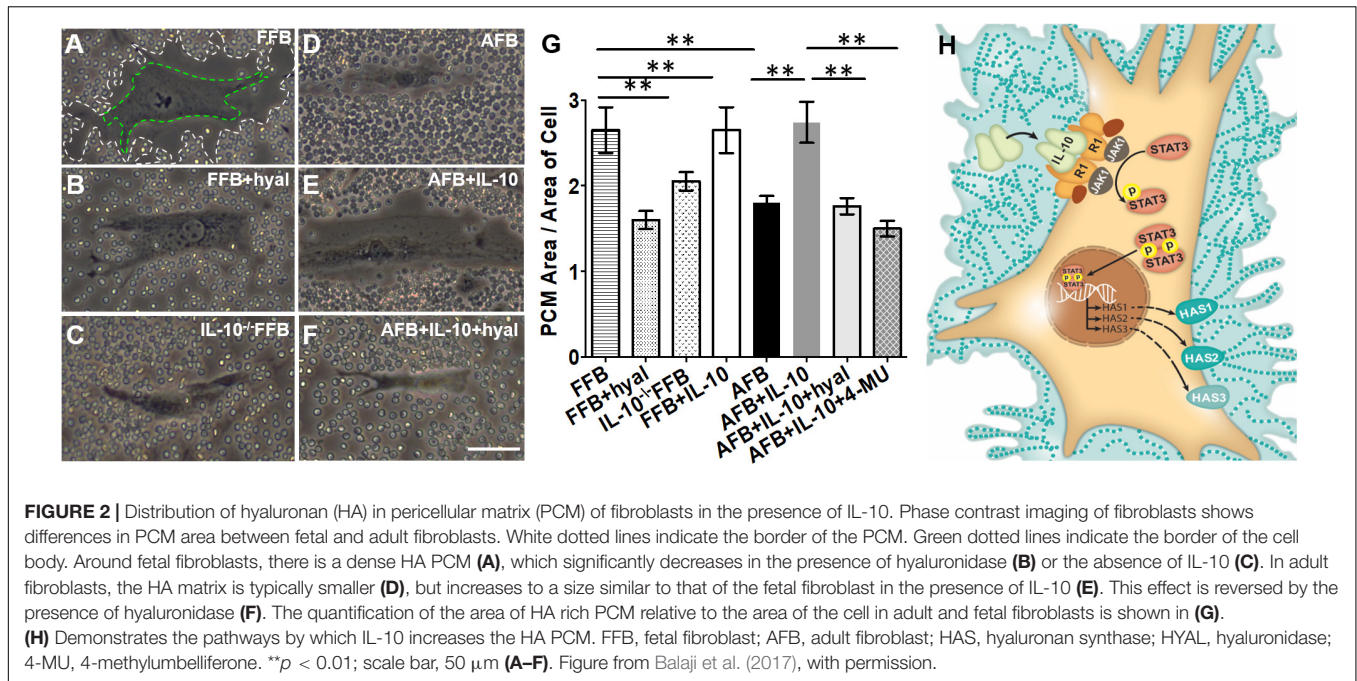 A
FFB
B
FFB+hyal
C
IL-10-/-FFB
D
AFB
E
AFB+IL-10
F
AFB+IL-10+hyal
G
**
**
**
**
**
**
PCM Area / Area of Cell
3
2
1
0
FFB
FFB+hyal
IL-10-/-FFB
FFB+IL-10
AFB
AFB+IL-10
AFB+IL-10+hyal
AFB+IL-10+4-MU
H
IL-10
R1
R1
JAK1
JAK1
STAT3
P
STAT3
STAT3
P P
STAT3
STAT3
P P
STAT3
HAS1
HAS2
HAS3
HAS1
HAS2
HAS3
FIGURE 2 | Distribution of hyaluronan (HA) in pericellular matrix (PCM) of fibroblasts in the presence of IL-10. Phase contrast imaging of fibroblasts shows
differences in PCM area between fetal and adult fibroblasts. White dotted lines indicate the border of the PCM. Green dotted lines indicate the border of the cell
body. Around fetal fibroblasts, there is a dense HA PCM (A), which significantly decreases in the presence of hyaluronidase (B) or the absence of IL-10 (C). In adult
fibroblasts, the HA matrix is typically smaller (D), but increases to a size similar to that of the fetal fibroblast in the presence of IL-10 (E). This effect is reversed by the
presence of hyaluronidase (F). The quantification of the area of HA rich PCM relative to the area of the cell in adult and fetal fibroblasts is shown in (G).
(H) Demonstrates the pathways by which IL-10 increases the HA PCM. FFB, fetal fibroblast; AFB, adult fibroblast; HAS, hyaluronan synthase; HYAL, hyaluronidase;
4-MU, 4-methylumbelliferone. **p < 0.01; scale bar, 50 μm (A–F). Figure from Balaji et al. (2017), with permission.